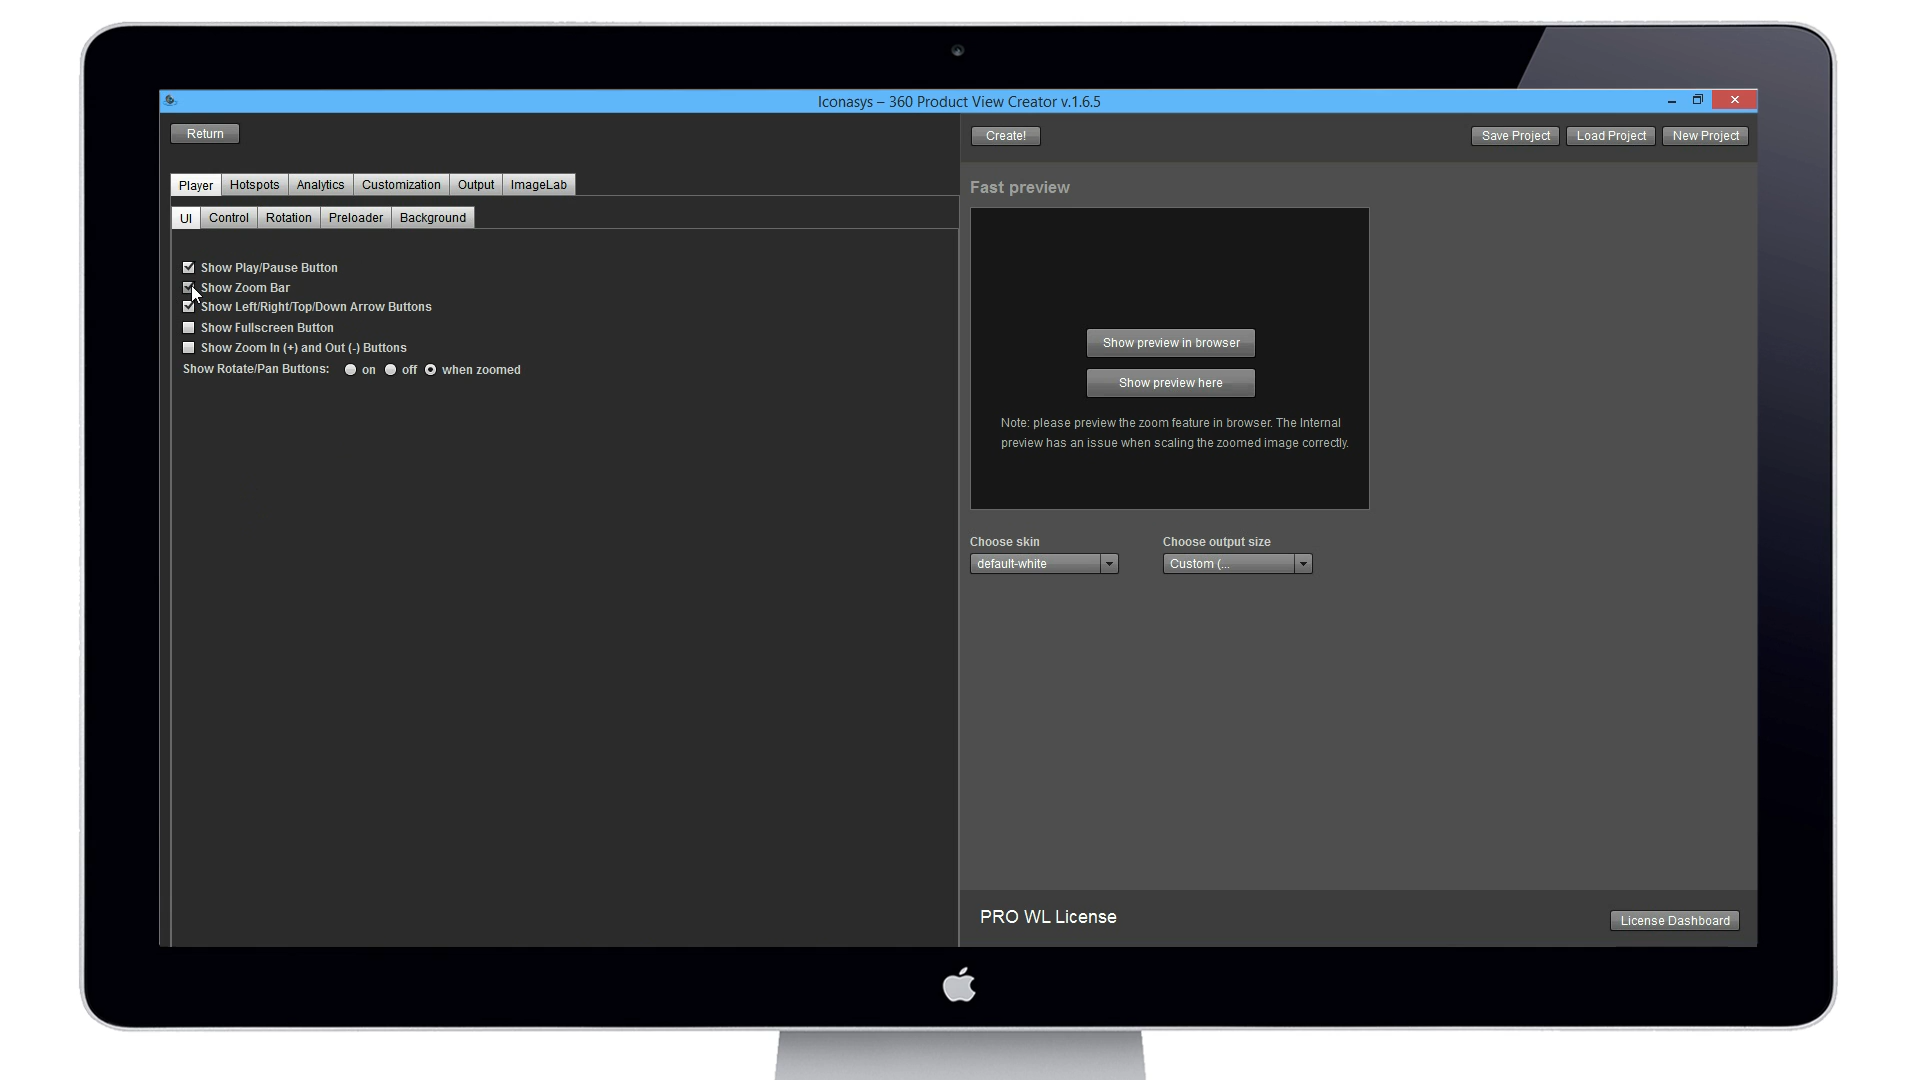 Iconasys – 360 Product View Creator v.1.6.5
Return
Create!
Save Project
Load Project
New Project
Player
Hotspots
Analytics
Customization
Output
ImageLab
UI
Control
Rotation
Preloader
Background
Show Play/Pause Button
Show Zoom Bar
Show Left/Right/Top/Down Arrow Buttons
Show Fullscreen Button
Show Zoom In (+) and Out (-) Buttons
Show Rotate/Pan Buttons: on off when zoomed
Fast preview
Show preview in browser
Show preview here
Note: please preview the zoom feature in browser. The Internal
preview has an issue when scaling the zoomed image correctly.
Choose skin
Choose output size
default-white
Custom (...
PRO WL License
License Dashboard